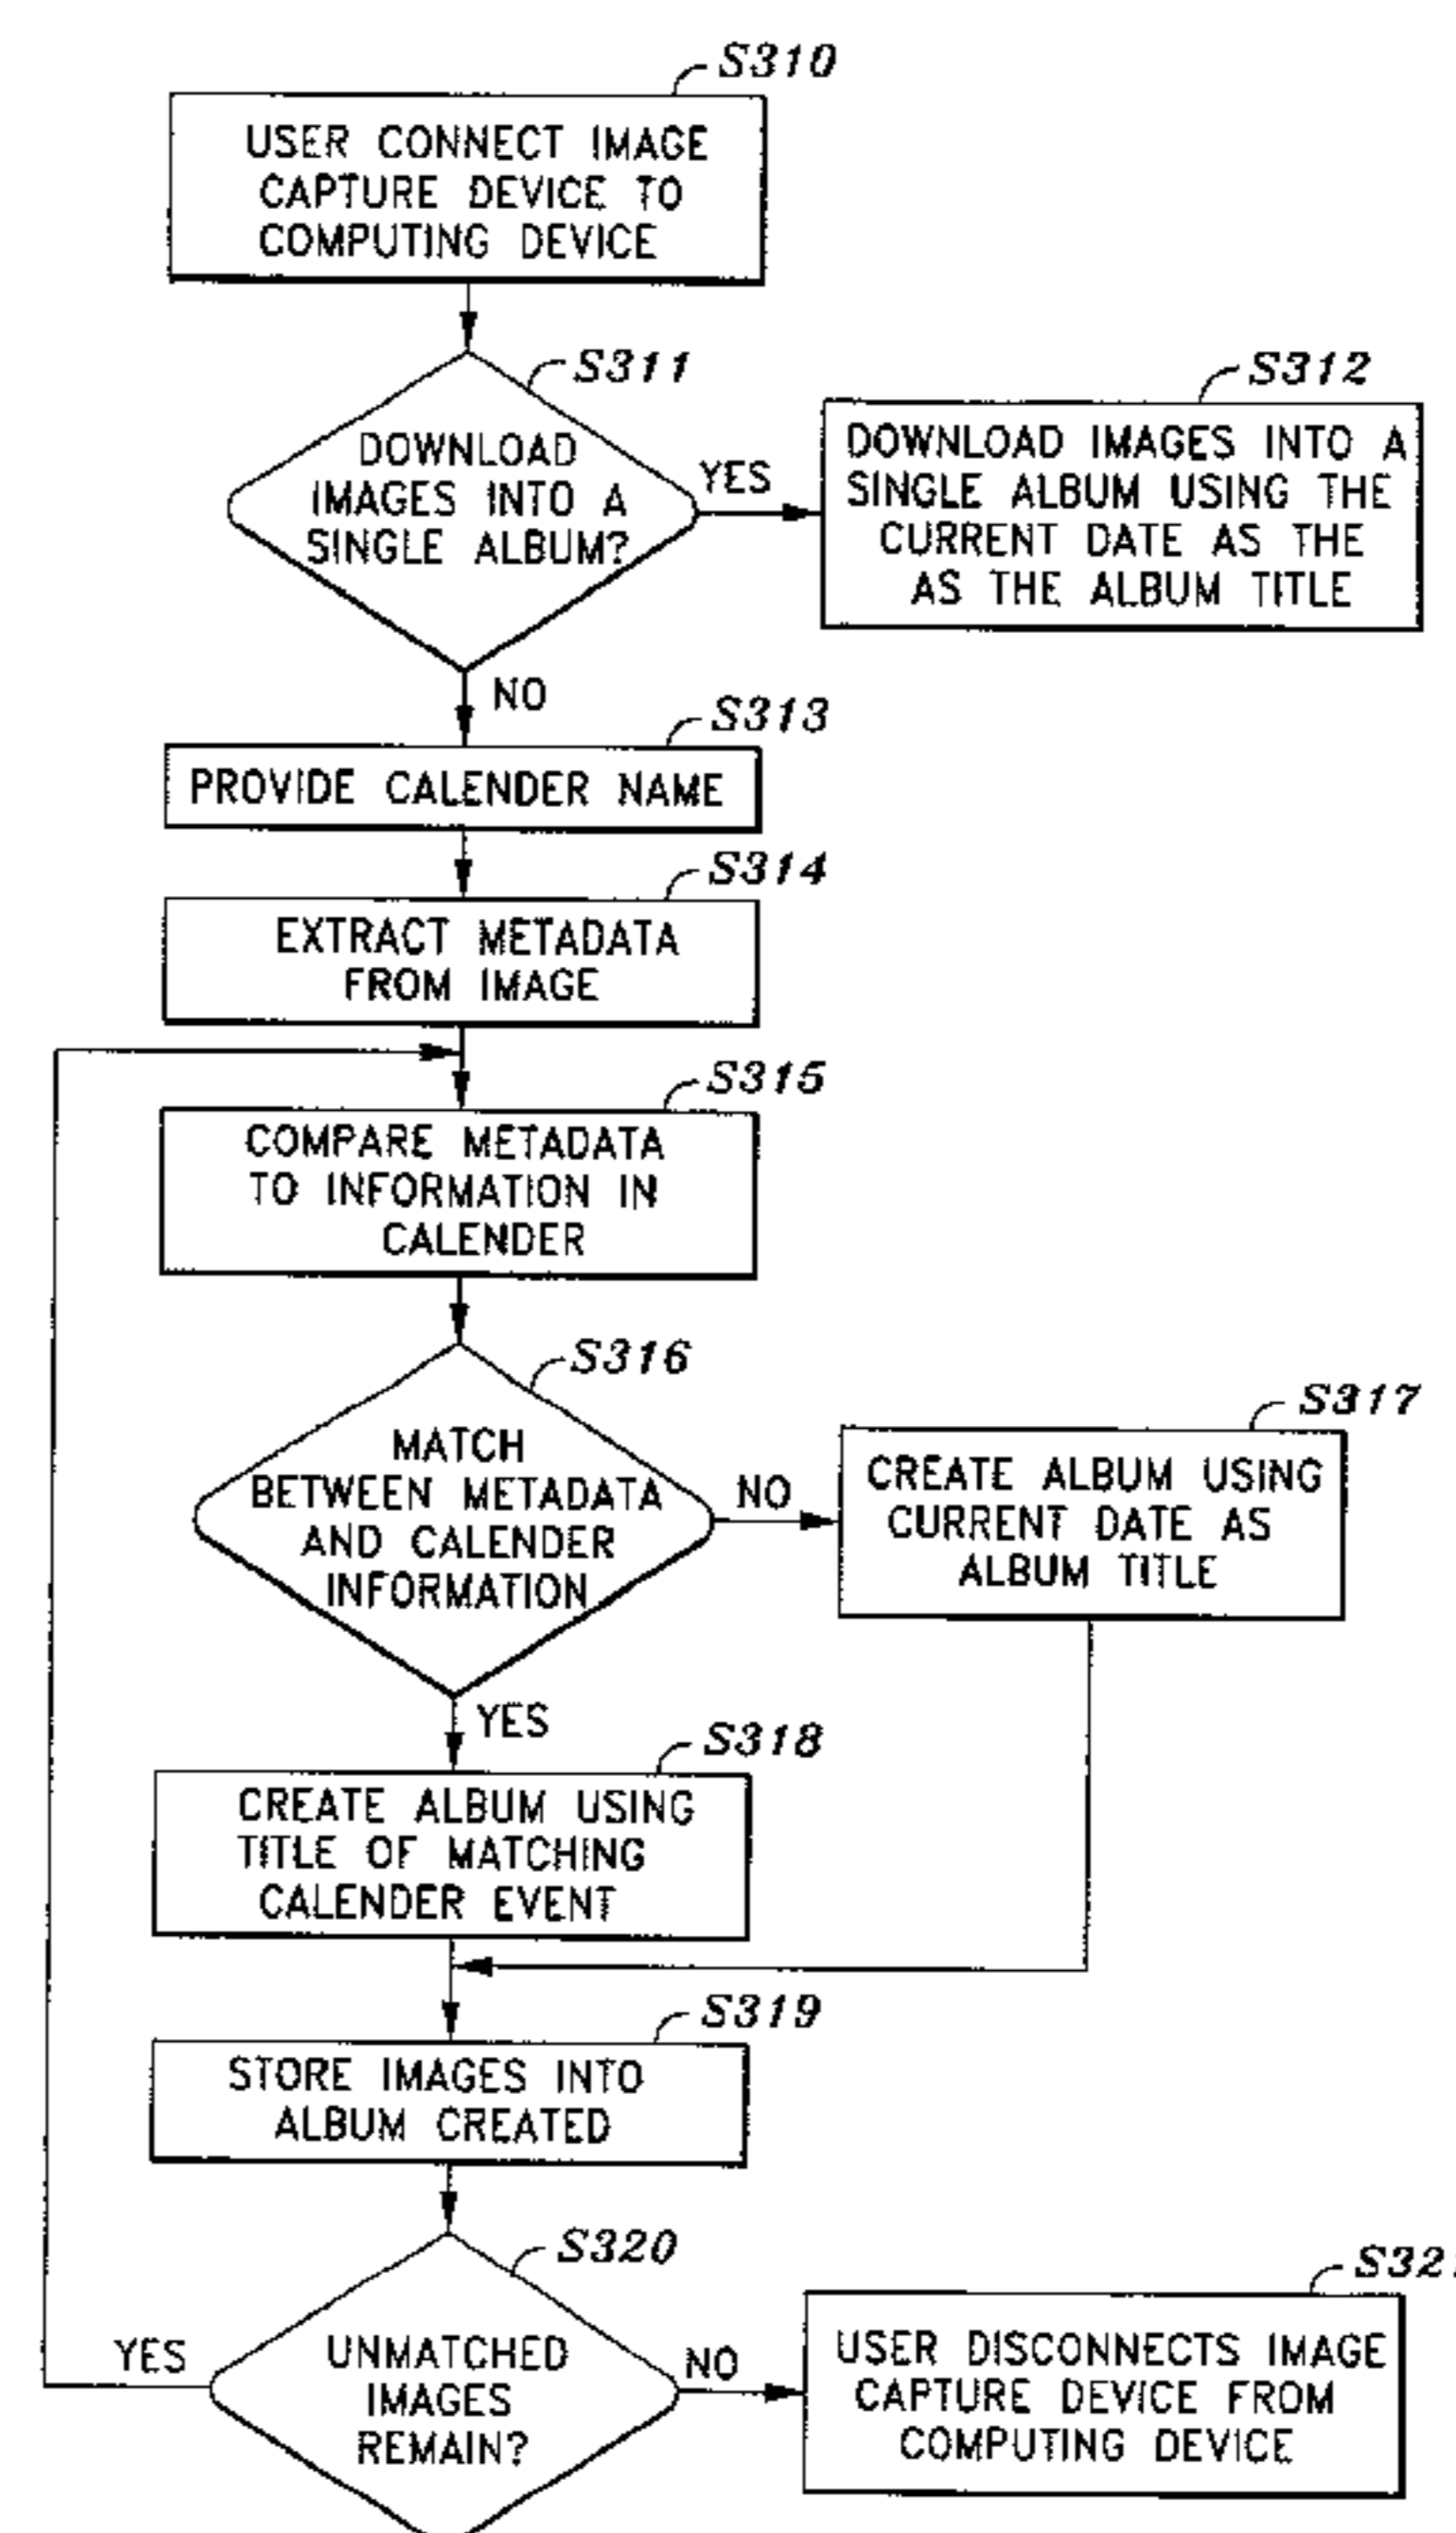 S310
USER CONNECT IMAGE
CAPTURE DEVICE TO
COMPUTING DEVICE
S311
DOWNLOAD
IMAGES INTO A
SINGLE ALBUM?
YES
S312
DOWNLOAD IMAGES INTO A
SINGLE ALBUM USING THE
CURRENT DATE AS THE
AS THE ALBUM TITLE
NO
S313
PROVIDE CALENDER NAME
S314
EXTRACT METADATA
FROM IMAGE
S315
COMPARE METADATA
TO INFORMATION IN
CALENDER
S316
MATCH
BETWEEN METADATA
AND CALENDER
INFORMATION
NO
S317
CREATE ALBUM USING
CURRENT DATE AS
ALBUM TITLE
YES
S318
CREATE ALBUM USING
TITLE OF MATCHING
CALENDER EVENT
S319
STORE IMAGES INTO
ALBUM CREATED
S320
UNMATCHED
IMAGES
REMAIN?
YES
NO
USER DISCONNECTS IMAGE
CAPTURE DEVICE FROM
COMPUTING DEVICE